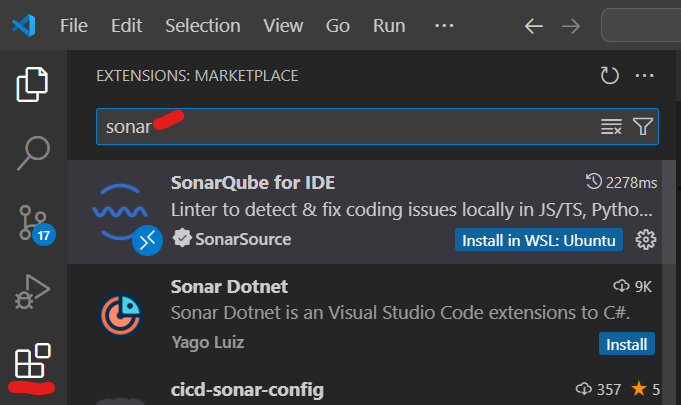 File Edit Selection View Go Run ...
EXTENSIONS: MARKETPLACE
sonar
SonarQube for IDE 2278ms
Linter to detect & fix coding issues locally in JS/TS, Pytho...
SonarSource Install in WSL: Ubuntu
17
Sonar Dotnet 9K
Sonar Dotnet is an Visual Studio Code extensions to C#.
Yago Luiz Install
cicd-sonar-config 357 5